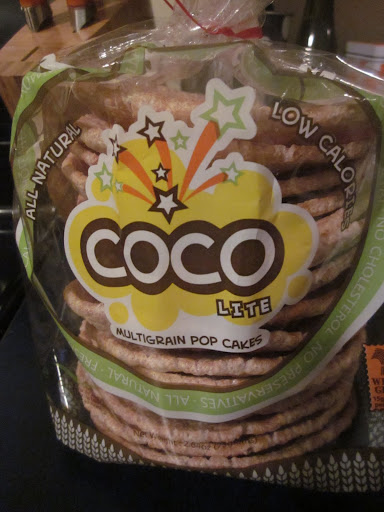 ALL NATURAL
LOW CALORIES
COCO
LITE
MULTIGRAIN POP CAKES
NO CHOLESTEROL
NO PRESERVATIVES · ALL NATURAL